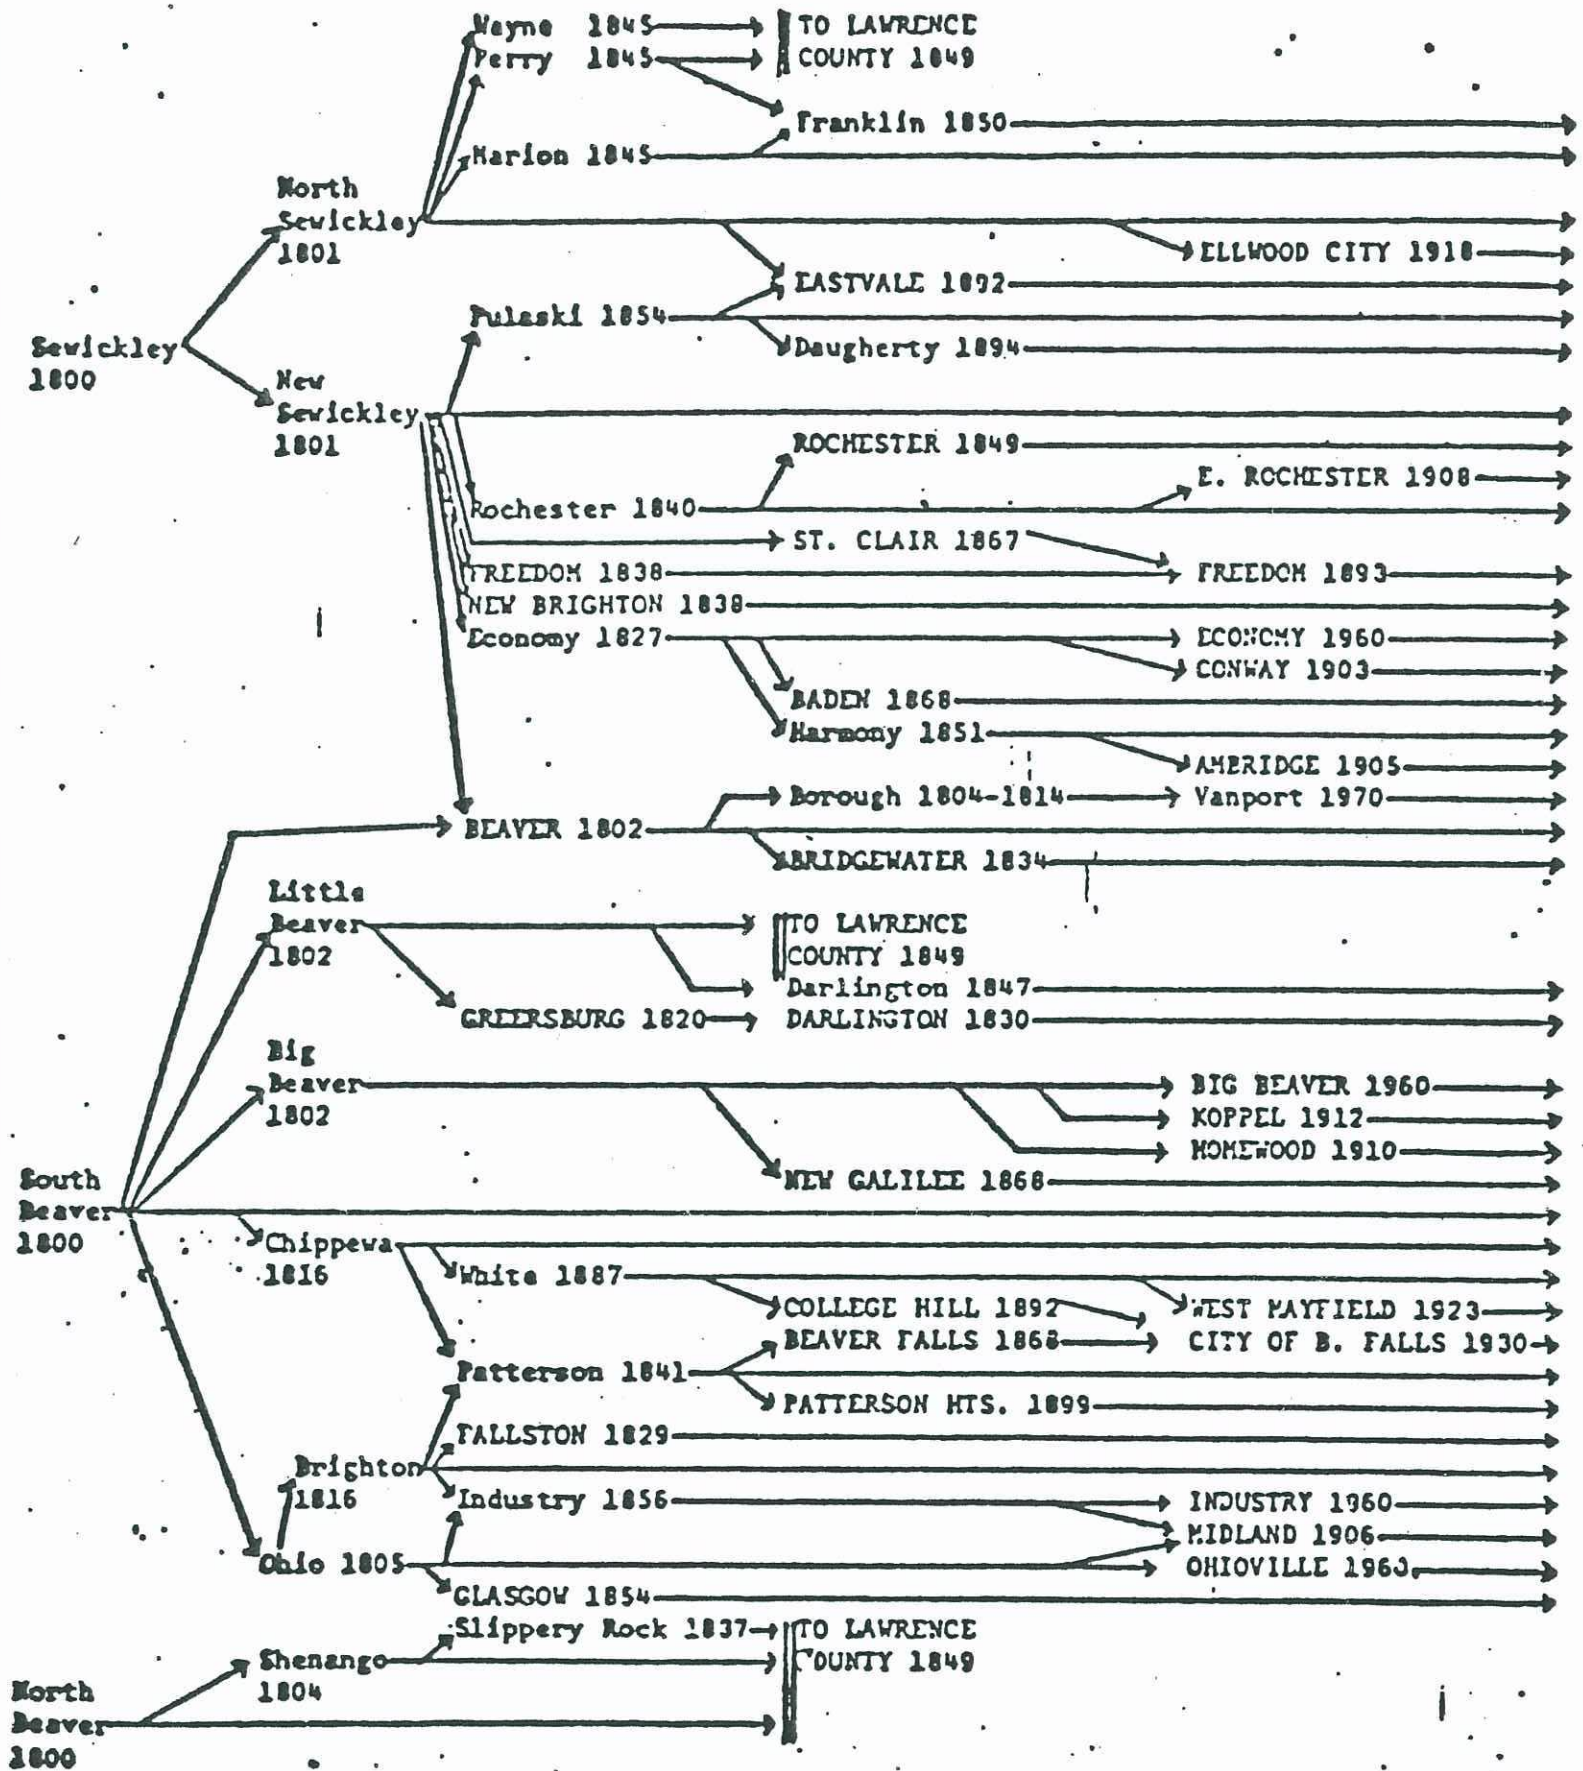 Wayne 1845 TO LAWRENCE
Perry 1845 COUNTY 1849
Franklin 1850
Marion 1845
North
Sewickley
1801
ELLWOOD CITY 1918
EASTVALE 1892
Pulaski 1854
Sewickley
1800
Daugherty 1894
New
Sewickley
1801
ROCHESTER 1849
E. ROCHESTER 1908
Rochester 1840
ST. CLAIR 1867
FREEDOM 1838 FREEDOM 1893
NEW BRIGHTON 1838
Economy 1827 ECONOMY 1960
CONWAY 1903
BADEN 1868
Harmony 1851
AMBRIDGE 1905
Borough 1804-1814 Vanport 1970
BEAVER 1802
BRIDGEWATER 1834
Little
Beaver
1802
TO LAWRENCE
COUNTY 1849
Darlington 1847
GREERSBURG 1820 DARLINGTON 1830
Big
Beaver
1802
BIG BEAVER 1960
KOPPEL 1912
HOMEWOOD 1910
NEW GALILEE 1868
South
Beaver
1800
Chippewa
1816
White 1887
COLLEGE HILL 1892 WEST MAYFIELD 1923
BEAVER FALLS 1868 CITY OF B. FALLS 1930
Patterson 1841
PATTERSON HTS. 1899
FALLSTON 1829
Brighton
1816
Industry 1856 INDUSTRY 1960
MIDLAND 1906
Ohio 1805 OHIOVILLE
GLASGOW 1854
Slippery Rock 1837 TO LAWRENCE
Shenango COUNTY 1849
1804
North
Beaver
1800